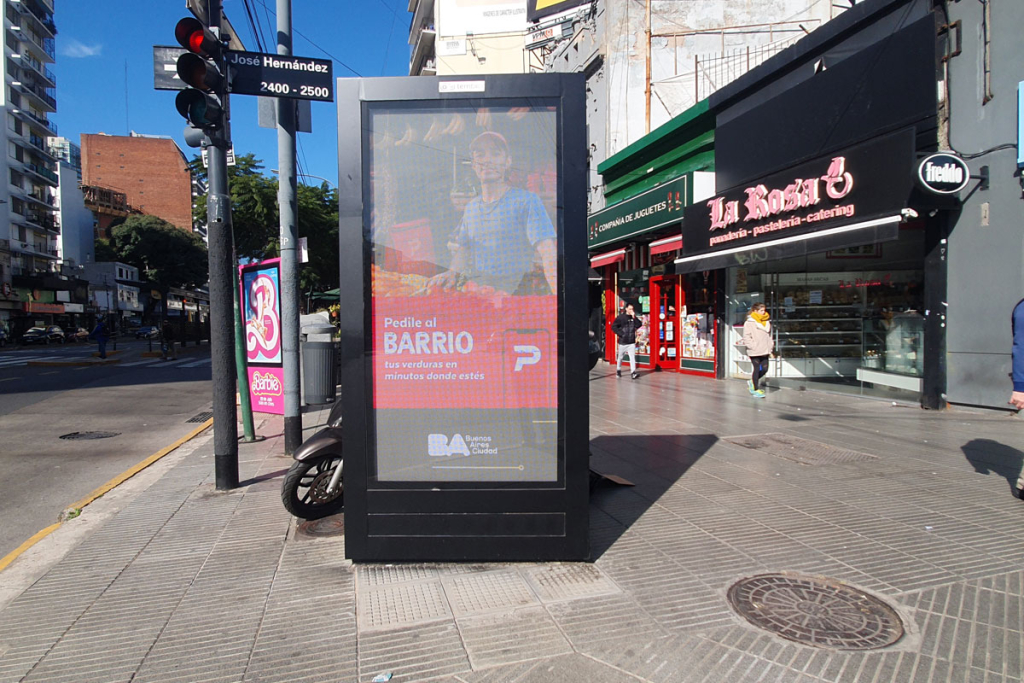 José Hernández
2400 - 2500
Pedile al
BARRIO
tus verduras en
minutos donde estés
P
BA Buenos
Aires
Ciudad
B
Barbie
COMPAÑIA DE JUGUETES
La Rosa
panadería-pastelería-catering
freddo